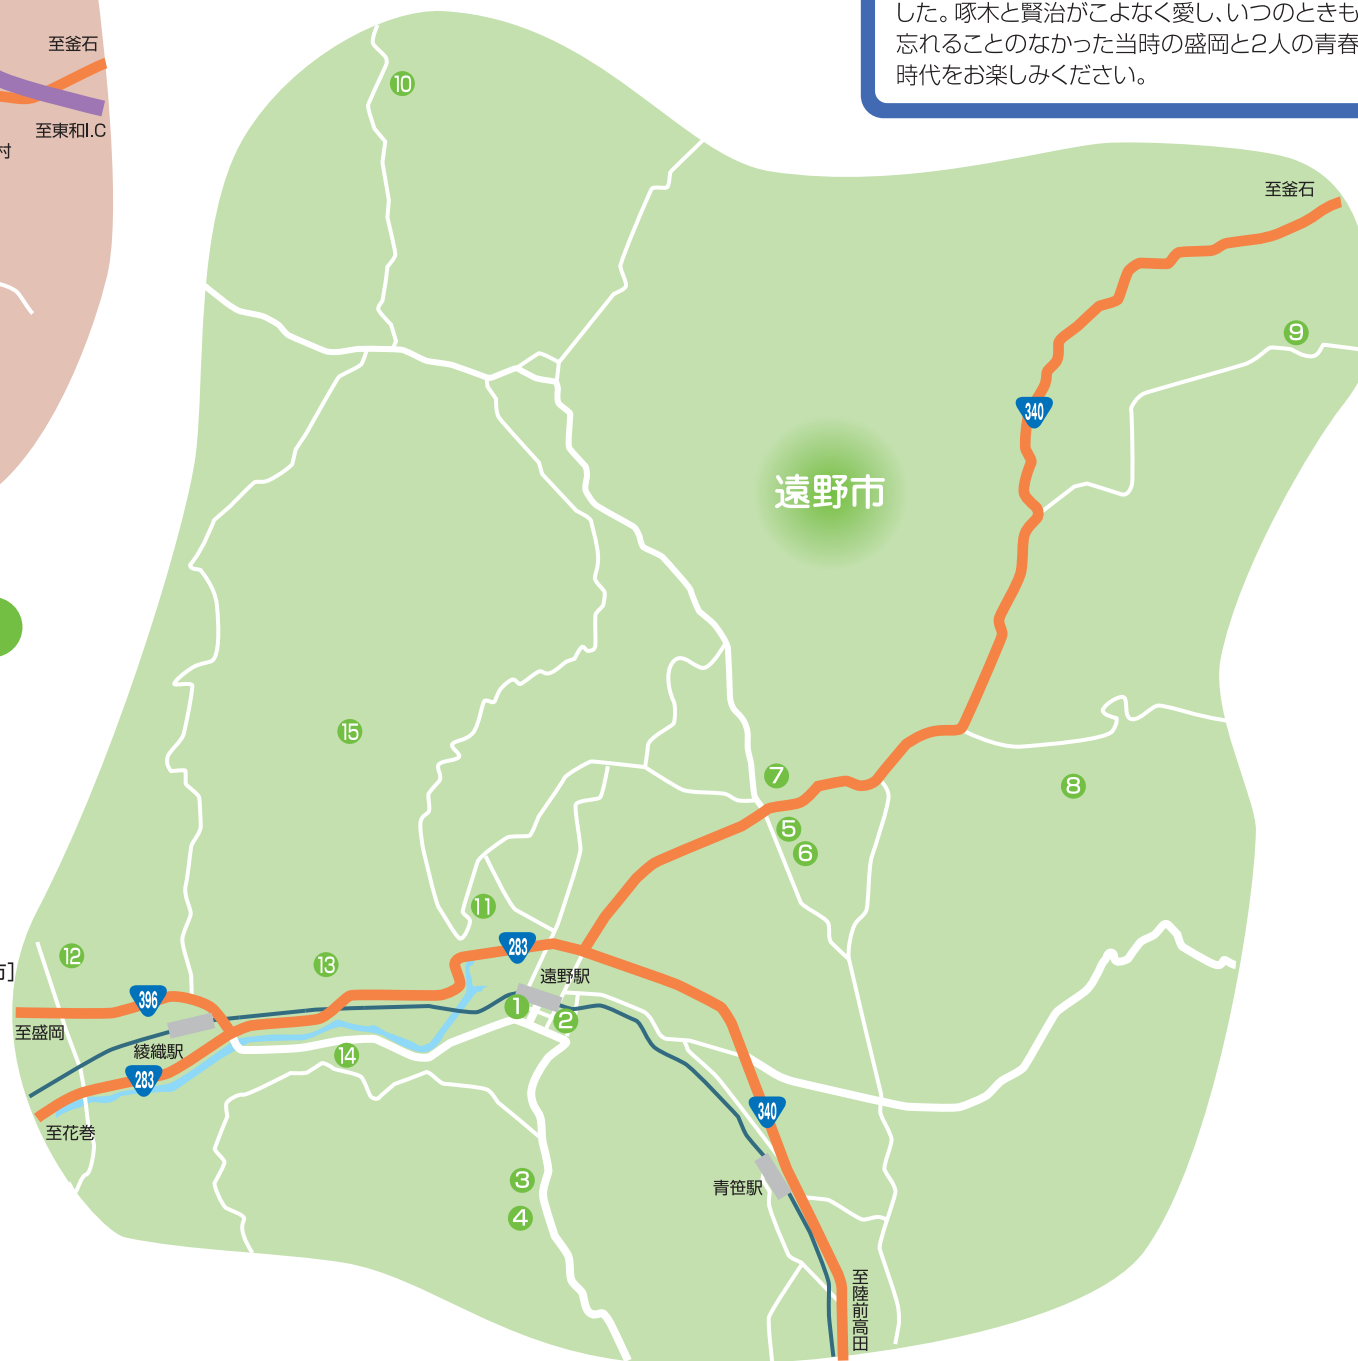 した。啄木と賢治がこよなく愛し、いつのときも
忘れることのなかった当時の盛岡と2人の青春
時代をお楽しみください。
至釜石
至東和I.C
村
10
至釜石
9
340
遠野市
15
7
8
5
6
11
12
13
283
市]
遠野駅
396
1
2
至盛岡
綾織駅
14
283
340
至花巻
3
青笹駅
4
至陸前高田